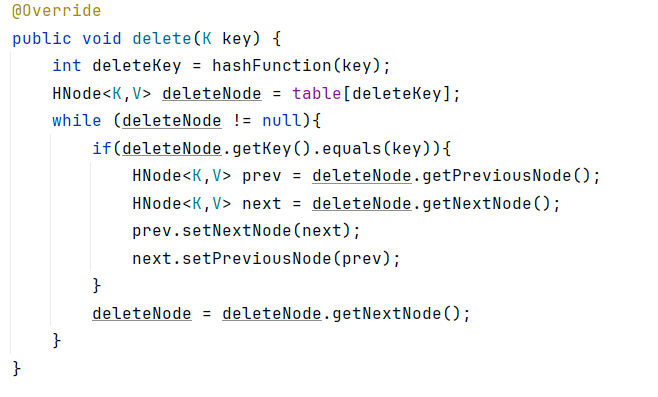 @Override
public void delete(K key) {
    int deleteKey = hashFunction(key);
    HNode<K,V> deleteNode = table[deleteKey];
    while (deleteNode != null){
        if(deleteNode.getKey().equals(key)){
            HNode<K,V> prev = deleteNode.getPreviousNode();
            HNode<K,V> next = deleteNode.getNextNode();
            prev.setNextNode(next);
            next.setPreviousNode(prev);
        }
        deleteNode = deleteNode.getNextNode();
    }
}